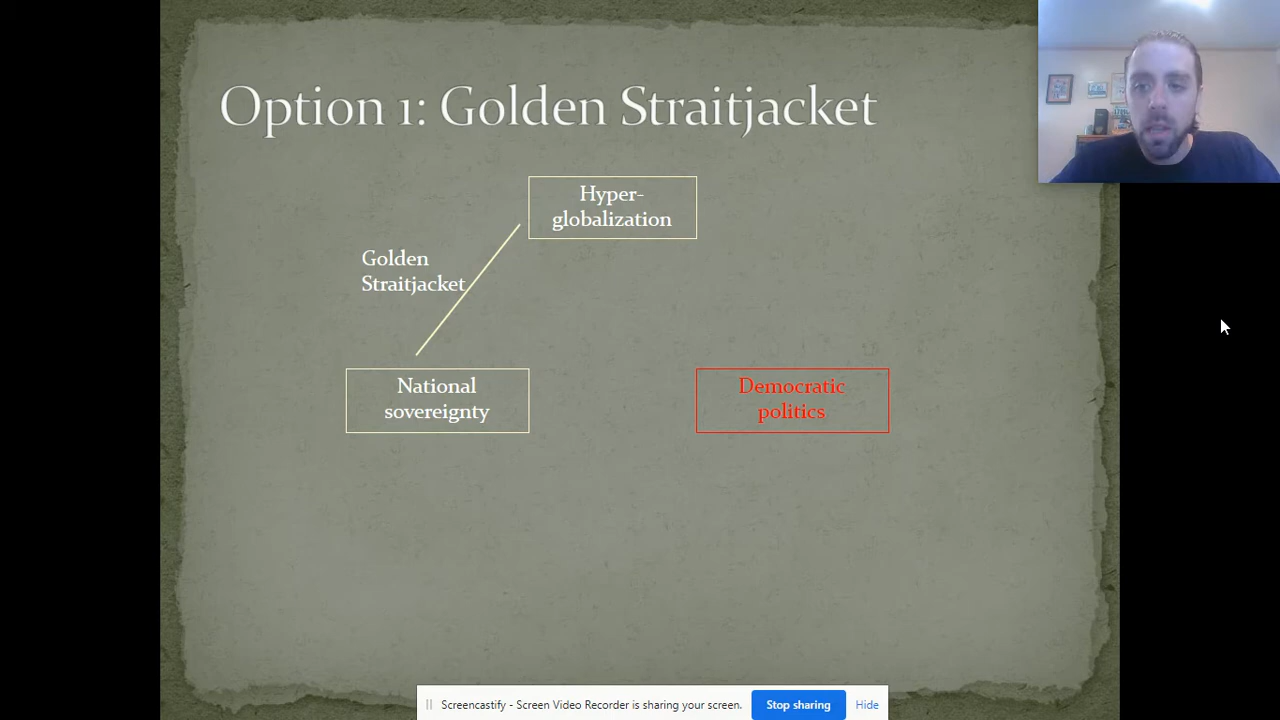 Option 1: Golden Straitjacket
Hyper-
globalization
Golden
Straitjacket
National
sovereignty
Democratic
politics
Screencastify - Screen Video Recorder is sharing your screen.
Stop sharing
Hide